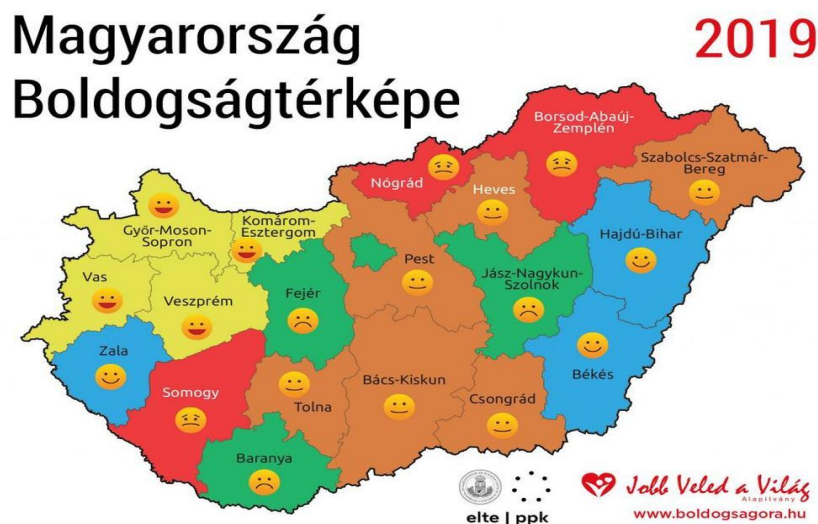 Magyarország
Boldogságtérképe
2019
Borsod-Abaúj-
Zemplén
Szabolcs-Szatmár-
Bereg
Nógrád
Heves
Győr-Moson-
Sopron
Komárom-
Esztergom
Hajdú-Bihar
Pest
Jász-Nagykun-
Szolnok
Vas
Veszprém
Fejér
Zala
Békés
Somogy
Tolna
Bács-Kiskun
Csongrád
Baranya
elte | ppk
Jobb Veled a Világ
Alapítvány
www.boldogsagora.hu